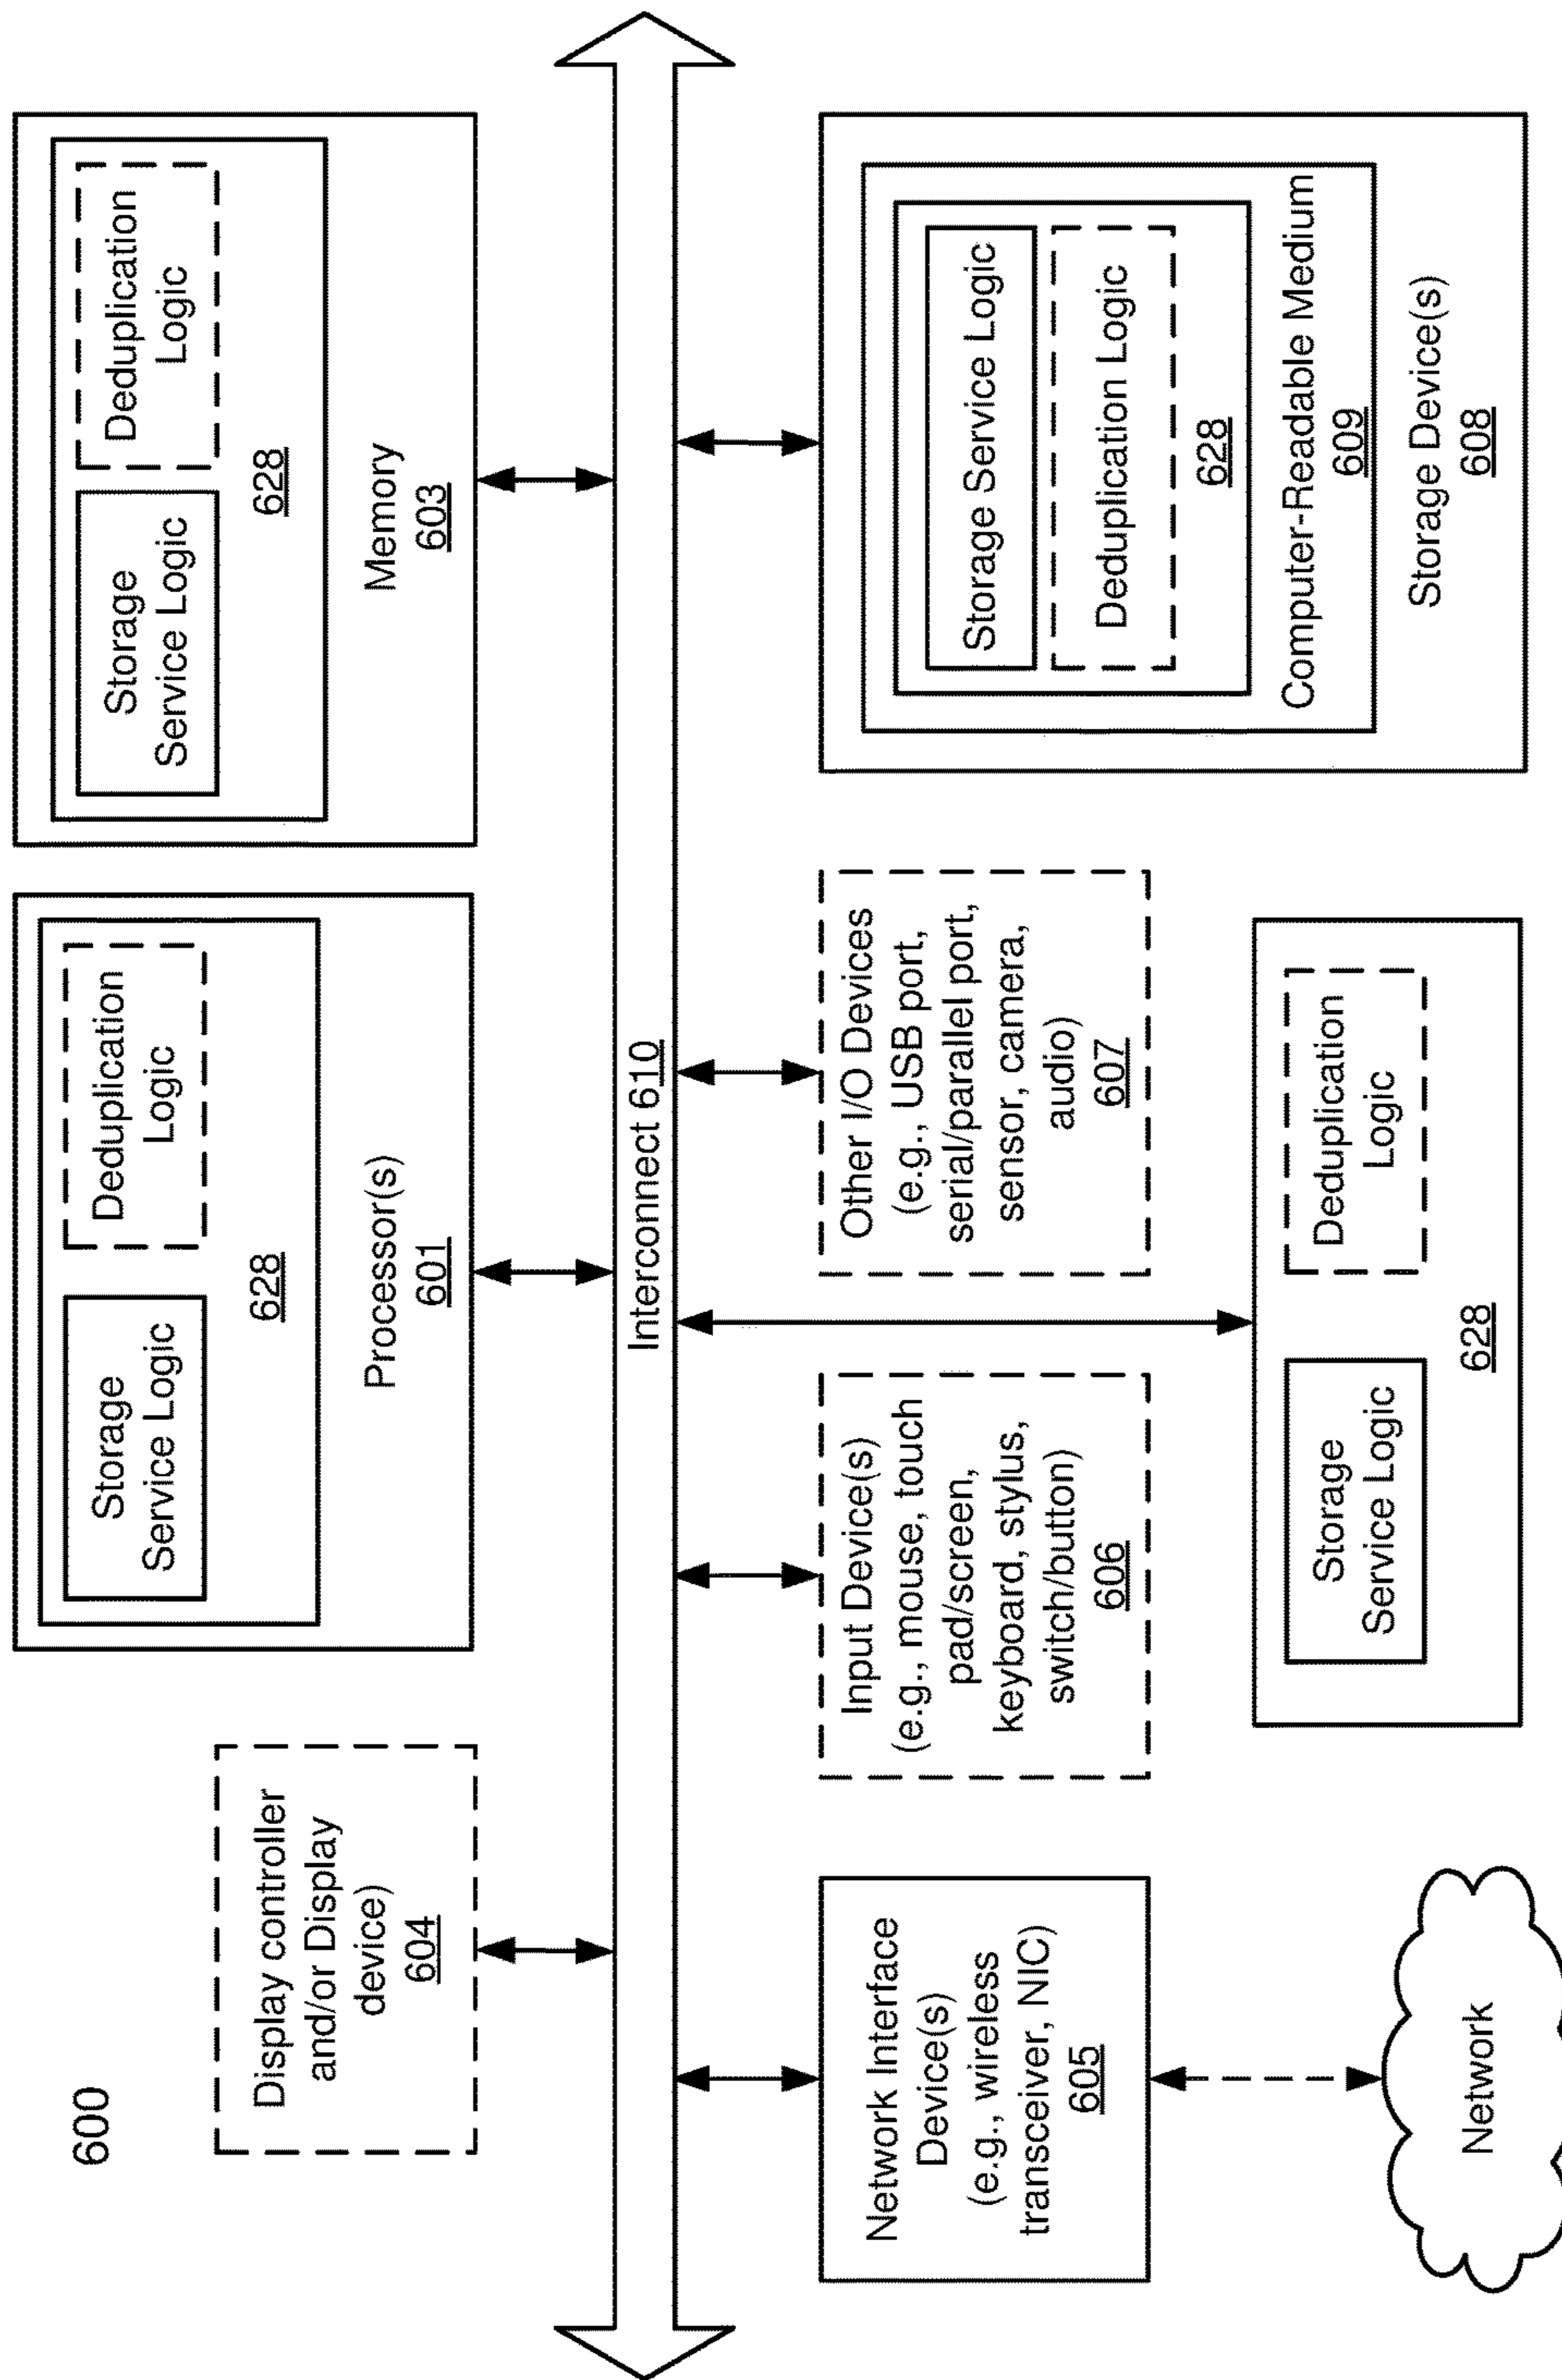 600
Display controller
and/or Display
device)
604
Storage
Service Logic
Deduplication
Logic
628
Processor(s)
601
Storage
Service Logic
Deduplication
Logic
628
Memory
603
Interconnect 610
Network Interface
Device(s)
(e.g., wireless
transceiver, NIC)
605
Input Device(s)
(e.g., mouse, touch
pad/screen,
keyboard, stylus,
switch/button)
606
Other I/O Devices
(e.g., USB port,
serial/parallel port,
sensor, camera,
audio)
607
Storage Service Logic
Deduplication Logic
628
Computer-Readable Medium
609
Storage Device(s)
608
Network
Storage
Service Logic
Deduplication
Logic
628